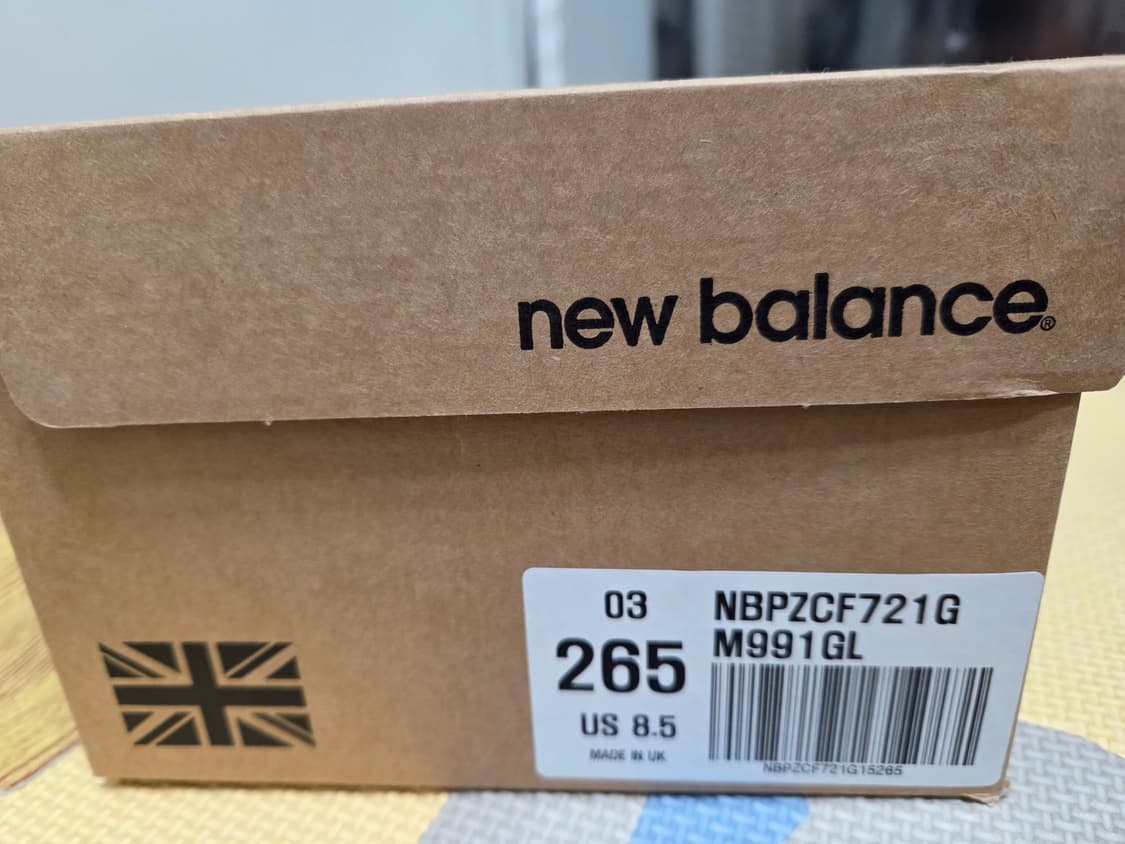 new balance®
03
265
US 8.5
MADE IN UK
NBPZCF721G
M991GL
NBPZCF721G15265